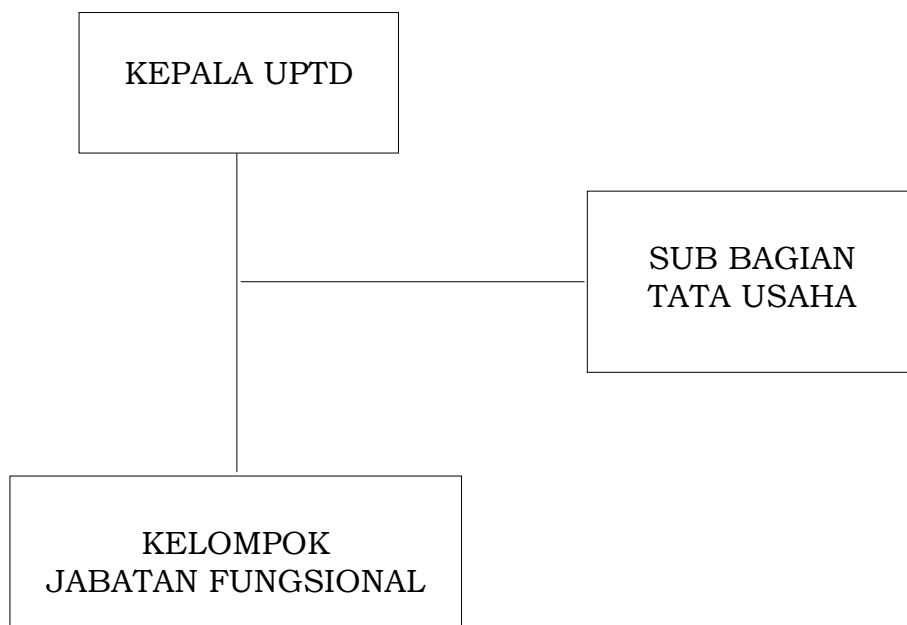 KEPALA UPTD
SUB BAGIAN
TATA USAHA
KELOMPOK
JABATAN FUNGSIONAL